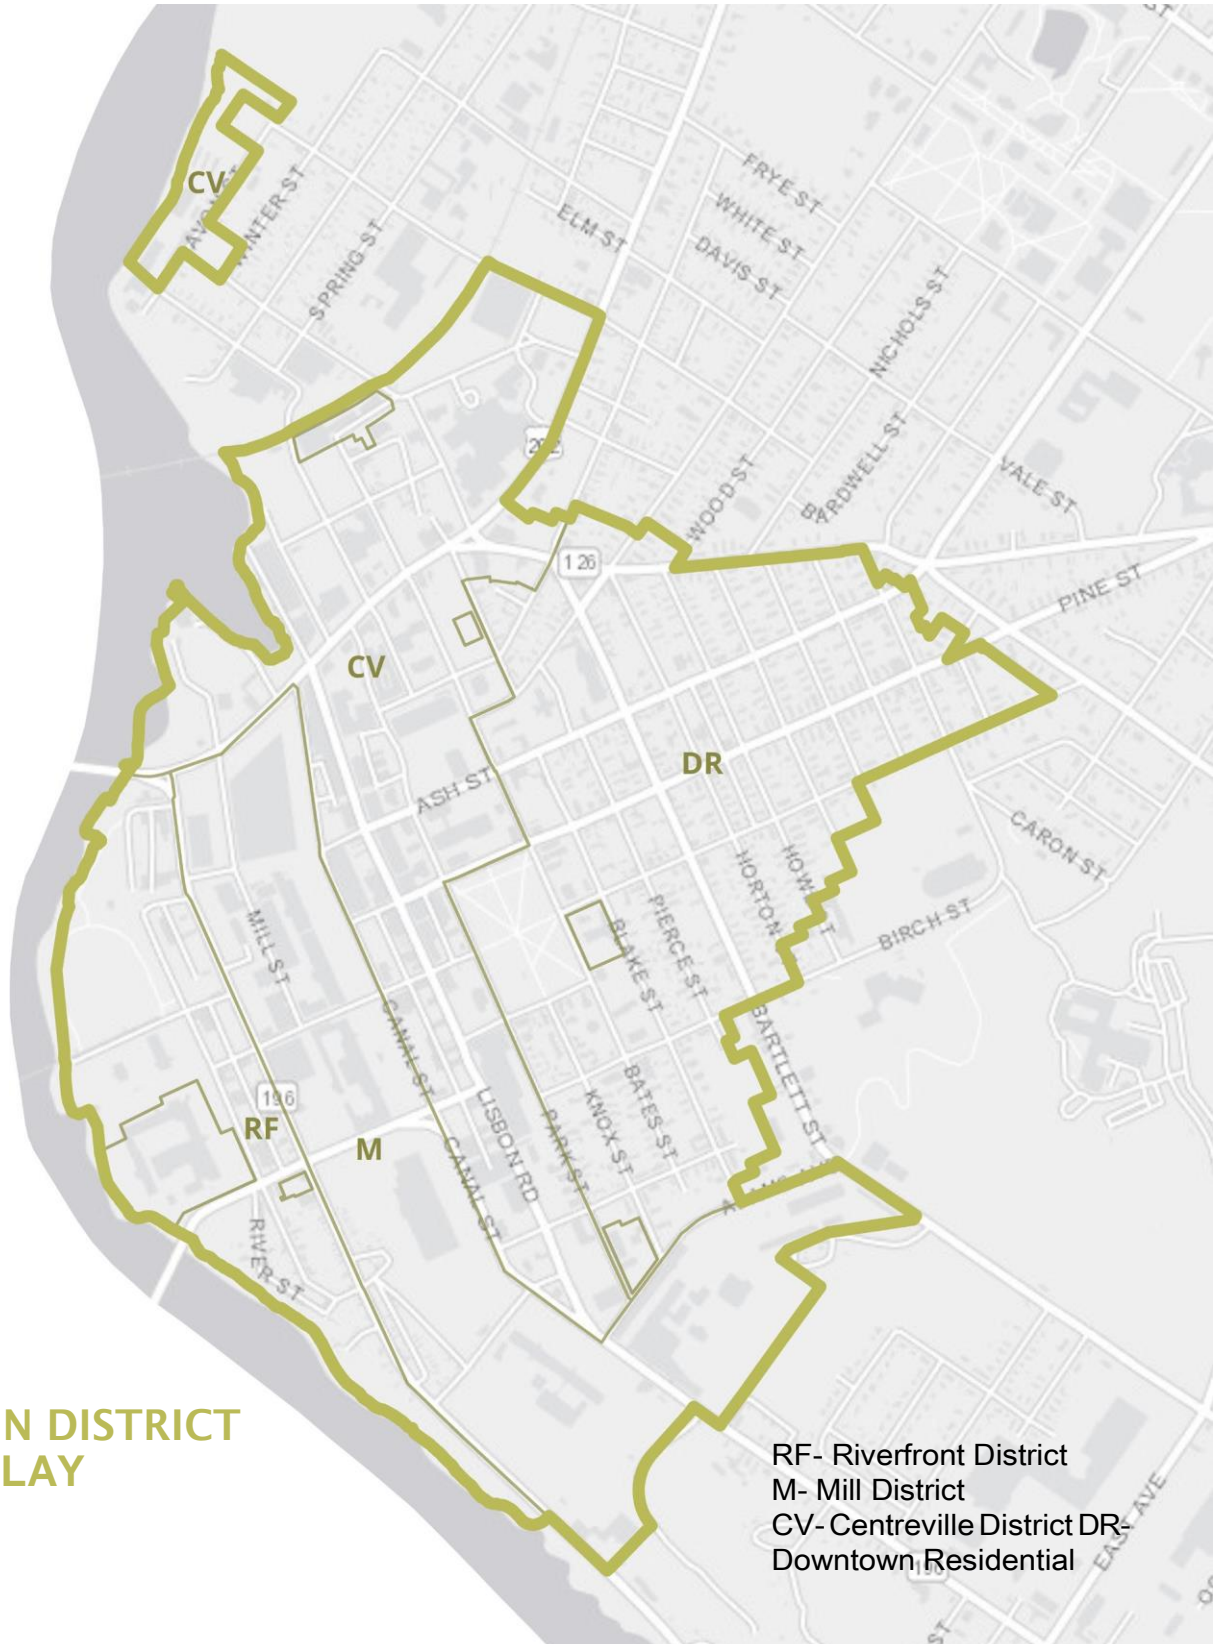 ST
CV
AVON ST
WINTER ST
SPRING ST
ELM ST
FRYE ST
WHITE ST
DAVIS ST
NICHOLS ST
BARDWELL ST
WOOD ST
VALE ST
202
126
PINE ST
CV
DR
ASH ST
CARON ST
HORTON
BIRCH ST
MILL ST
PIERCE ST
BLAKE ST
CANAL ST
BARTLETT ST
BATES ST
KNOX ST
LISBON RD
PARK ST
196
RF
M
CANAL ST
RIVER ST
N DISTRICT
LAY
RF- Riverfront District
M- Mill District
CV- Centreville District DR-
Downtown Residential
EAST AVE
196
ST